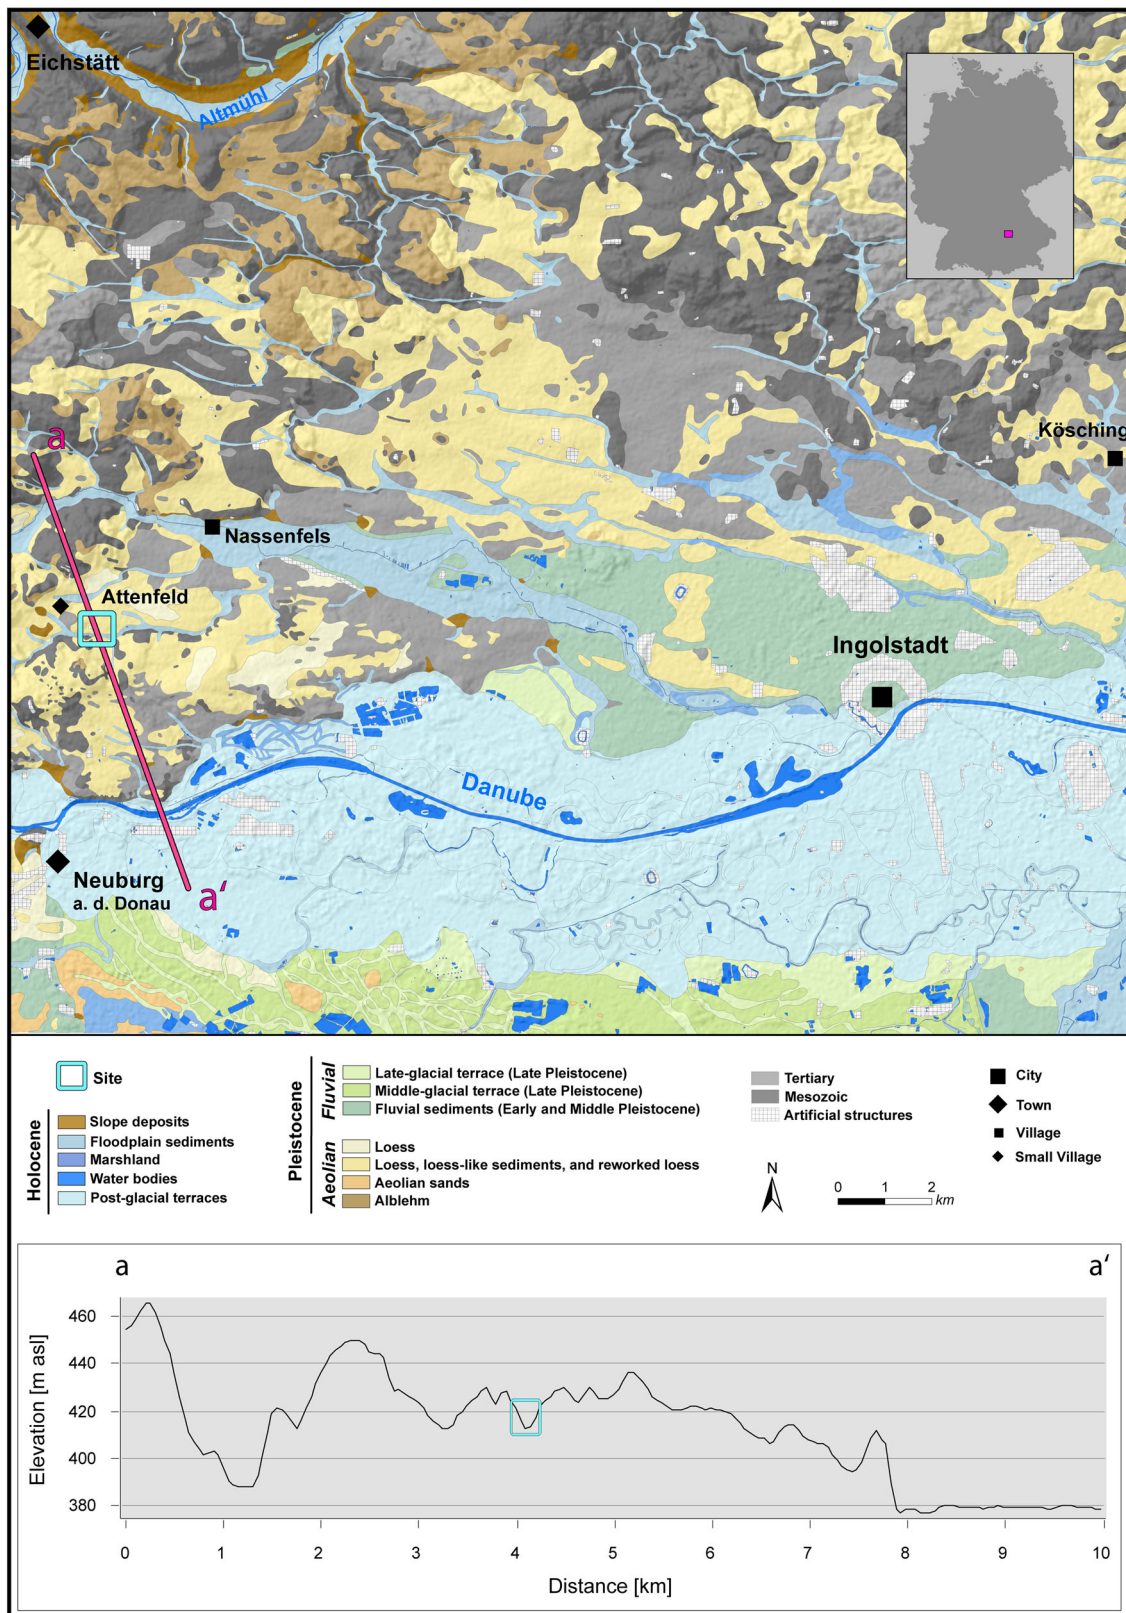 Eichstätt
Altmühl
a
Kösching
Nassenfels
Attenfeld
Ingolstadt
Danube
Neuburg
a. d. Donau
a‘
Site
Holocene
Slope deposits
Floodplain sediments
Marshland
Water bodies
Post-glacial terraces
Pleistocene
Fluvial
Late-glacial terrace (Late Pleistocene)
Middle-glacial terrace (Late Pleistocene)
Fluvial sediments (Early and Middle Pleistocene)
Aeolian
Loess
Loess, loess-like sediments, and reworked loess
Aeolian sands
Alblehm
Tertiary
Mesozoic
Artificial structures
N
0 1 2
km
City
Town
Village
Small Village
a
a‘
Elevation [m asl]
460
440
420
400
380
0 1 2 3 4 5 6 7 8 9 10
Distance [km]